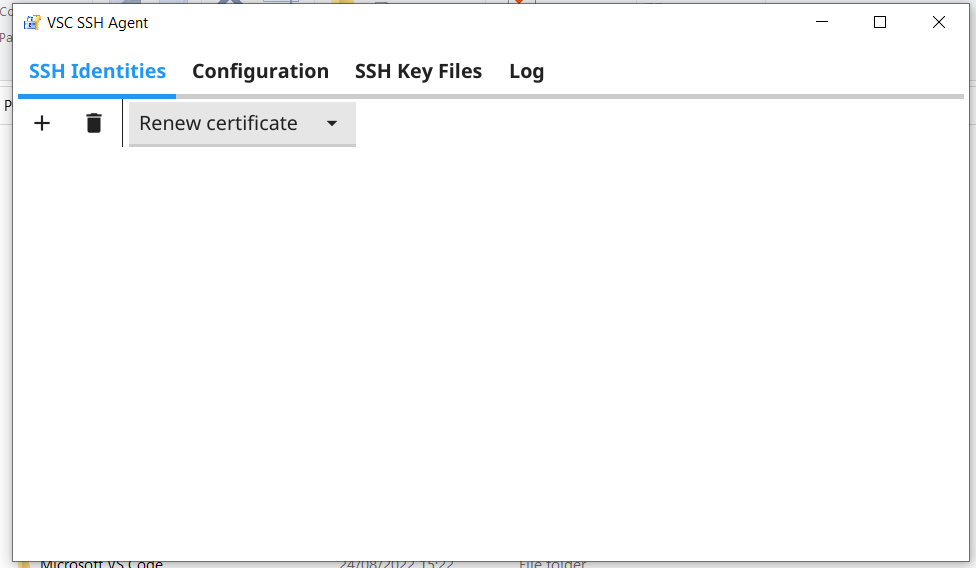 VSC SSH Agent
SSH Identities Configuration SSH Key Files Log
Renew certificate
Microsoft VS Code 24/08/2022 15:22 File folder